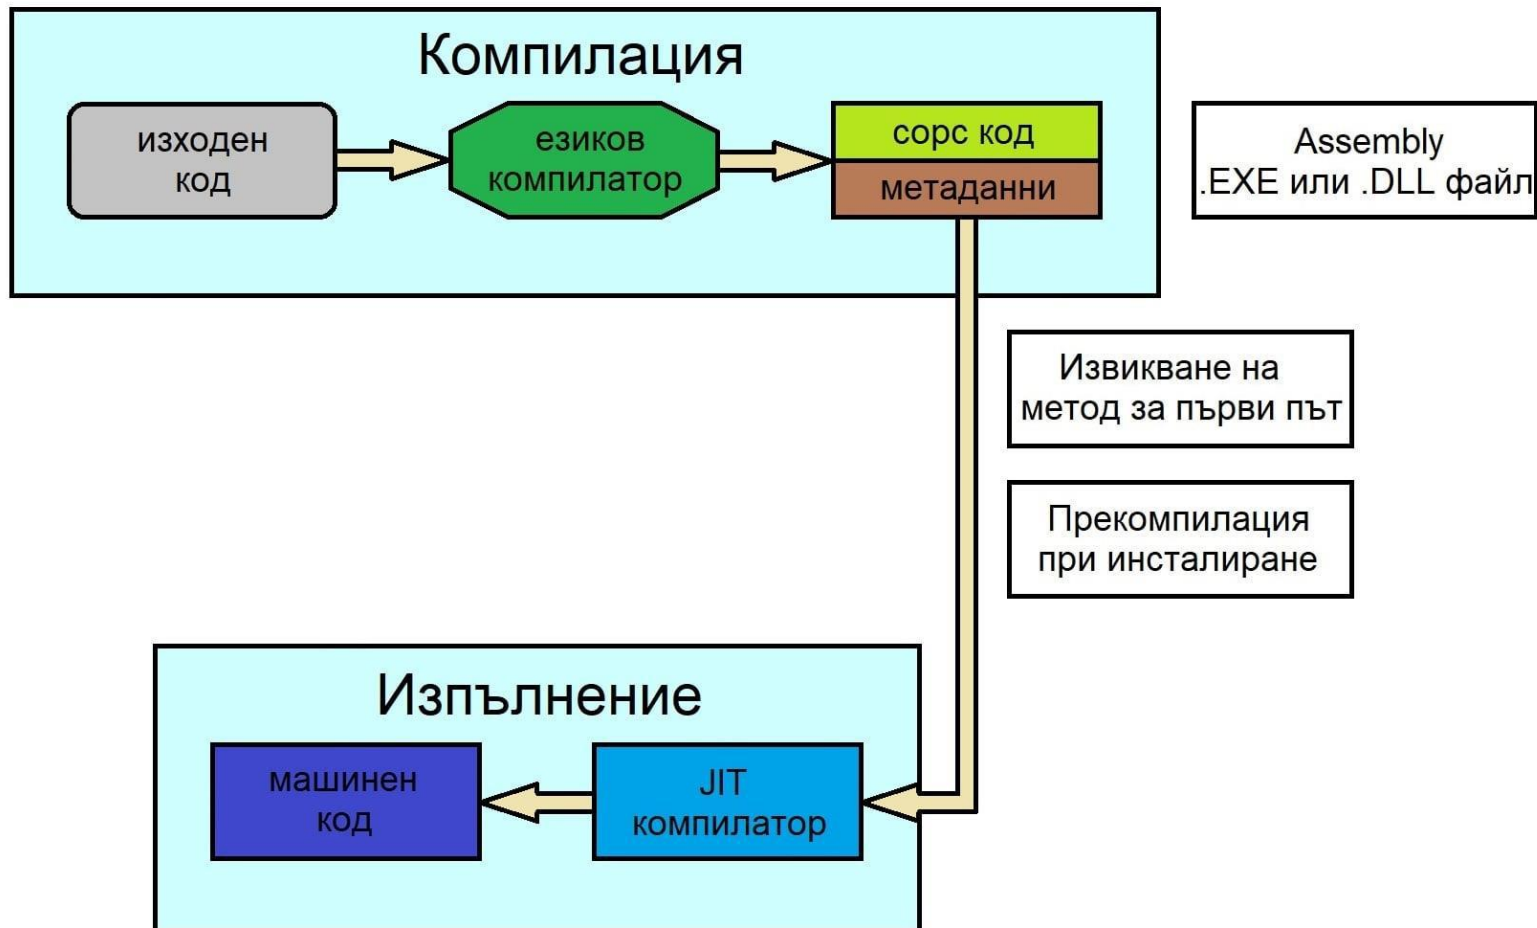 Компилация
изходен
код
езиков
компилатор
сорс код
метаданни
Assembly
.EXE или .DLL файл
Извикване на
метод за първи път
Прекомпилация
при инсталиране
Изпълнение
машинен
код
JIT
компилатор